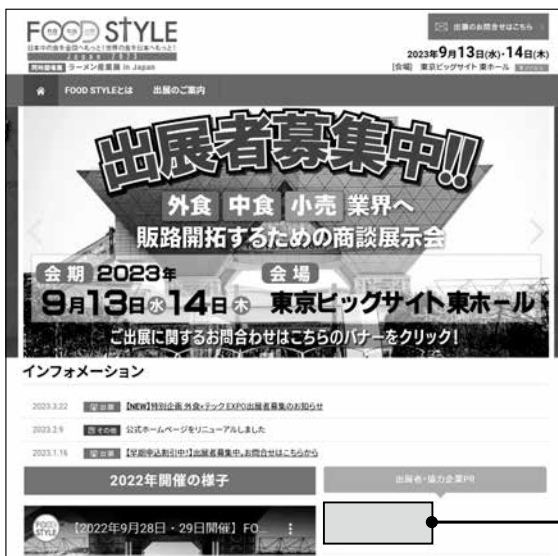 FOOD STYLE
日本中の食を全国へもっと!世界の食を日本へもっと!
Japan 2023
同時開催展 ラーメン産業展 in Japan
出展のお問合せはこちら
2023年9月13日(水)・14日(木)
[会場] 東京ビッグサイト 東ホール
FOOD STYLEとは 出展のご案内
出展者募集中!!
外食 中食 小売 業界へ
販路開拓するための商談展示会
会期 2023年 会場
9月13日水14日木 東京ビッグサイト東ホール
ご出展に関するお問合わせはこちらのバナーをクリック!
インフォメーション
2023.3.22 出展 【NEW】特別企画 外食×テックEXPO出展者募集のお知らせ
2023.2.9 その他 公式ホームページをリニューアルしました
2023.1.16 出展 【早期申込割引中!】出展者募集中。お問合せはこちらから
2022年開催の様子
出展者・協力企業PR
FOOD STYLE
【2022年9月28日・29日開催】FO...